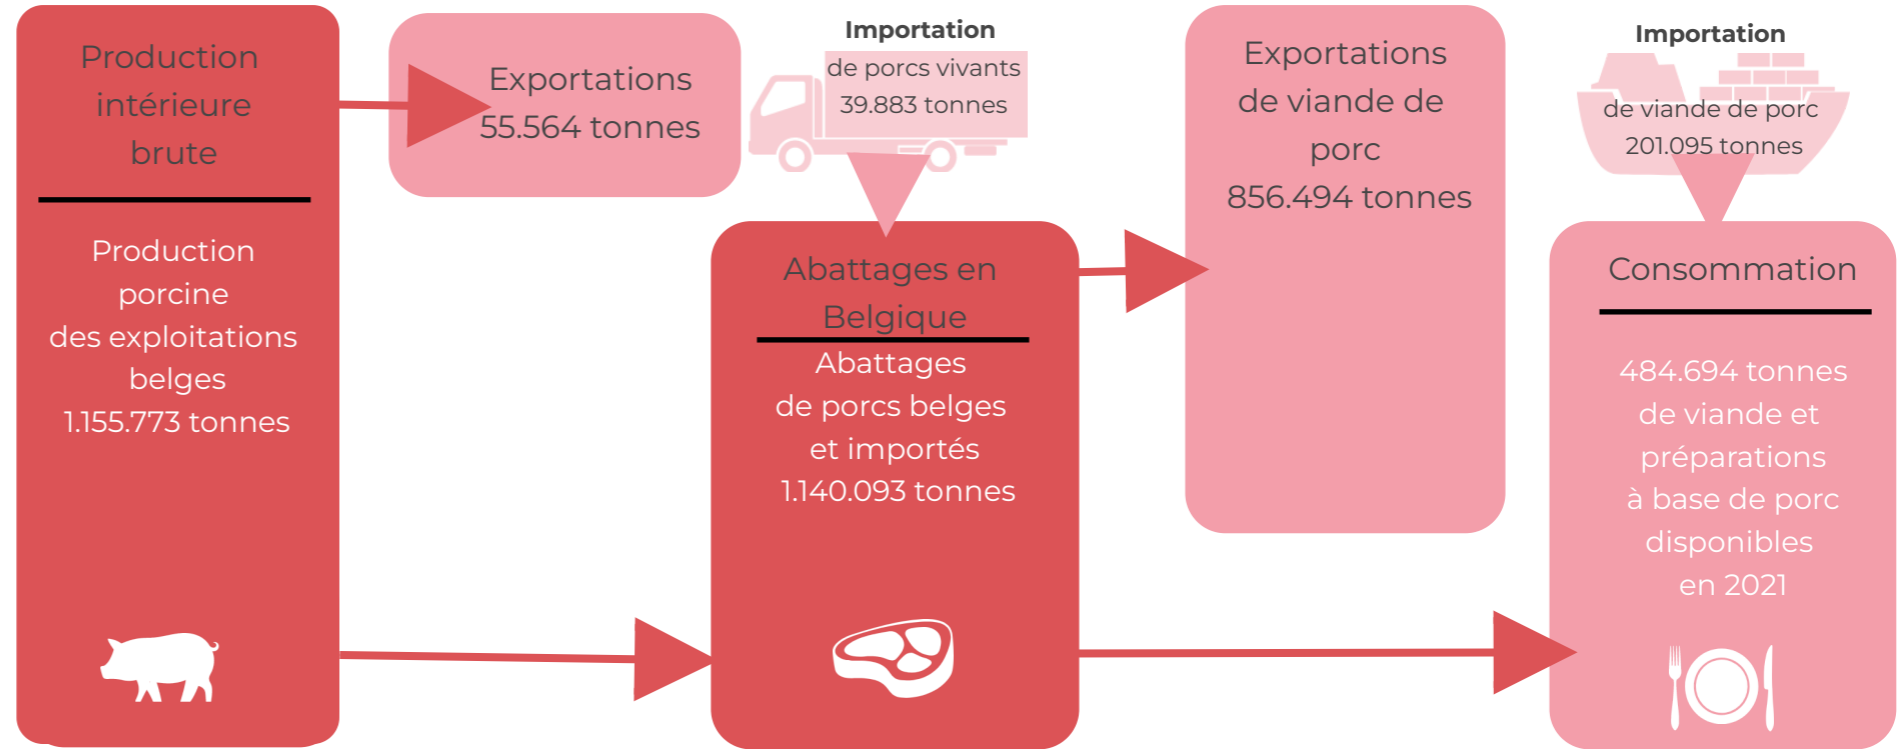 Production
intérieure
brute
Production
porcine
des exploitations
belges
1.155.773 tonnes
Exportations
55.564 tonnes
Importation
de porcs vivants
39.883 tonnes
Abattages en
Belgique
Abattages
de porcs belges
et importés
1.140.093 tonnes
Exportations
de viande de
porc
856.494 tonnes
Importation
de viande de porc
201.095 tonnes
Consommation
484.694 tonnes
de viande et
préparations
à base de porc
disponibles
en 2021